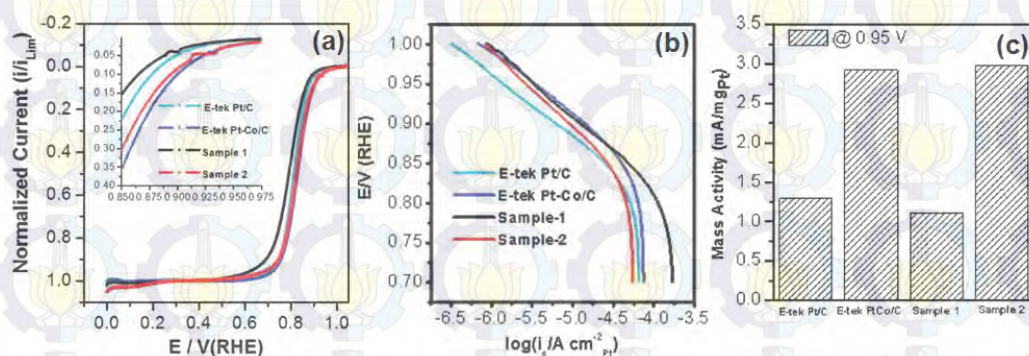 (a)
Normalized Current (i/i_Lim)
-0.2
0.0
0.2
0.4
0.6
0.8
1.0
0.05
0.10
0.15
0.20
0.25
0.30
0.35
0.40
0.850 0.875 0.900 0.925 0.950 0.975
E-tek Pt/C
E-tek Pt-Co/C
Sample 1
Sample 2
0.0 0.2 0.4 0.6 0.8 1.0
E / V(RHE)
(b)
E/V (RHE)
1.00
0.95
0.90
0.85
0.80
0.75
0.70
E-tek Pt/C
E-tek Pt-Co/C
Sample-1
Sample-2
-6.5 -6.0 -5.5 -5.0 -4.5 -4.0 -3.5
log(i_s/A cm⁻²_Pt)
(c)
@ 0.95 V
Mass Activity (mA/mg_Pt)
3.5
3.0
2.5
2.0
1.5
1.0
0.5
0.0
E-tek Pt/C E-tek PtCo/C Sample 1 Sample 2